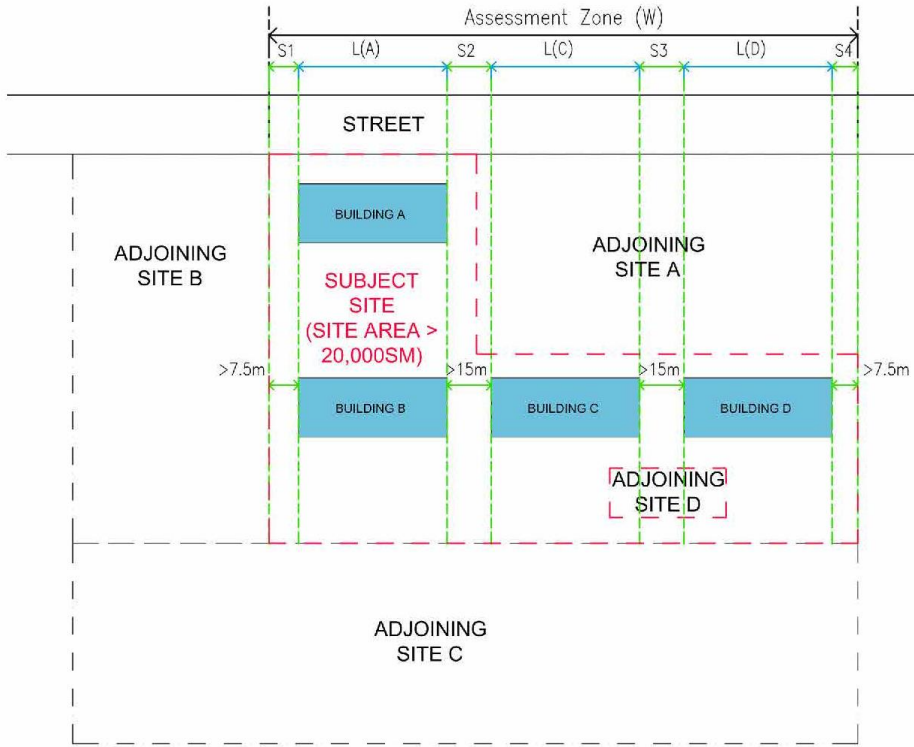 Assessment Zone (W)
S1 L(A) S2 L(C) S3 L(D) S4
STREET
BUILDING A
ADJOINING
SITE B
ADJOINING
SITE A
SUBJECT
SITE
(SITE AREA >
20,000SM)
>7.5m >15m >15m >7.5m
BUILDING B BUILDING C BUILDING D
ADJOINING
SITE D
ADJOINING
SITE C